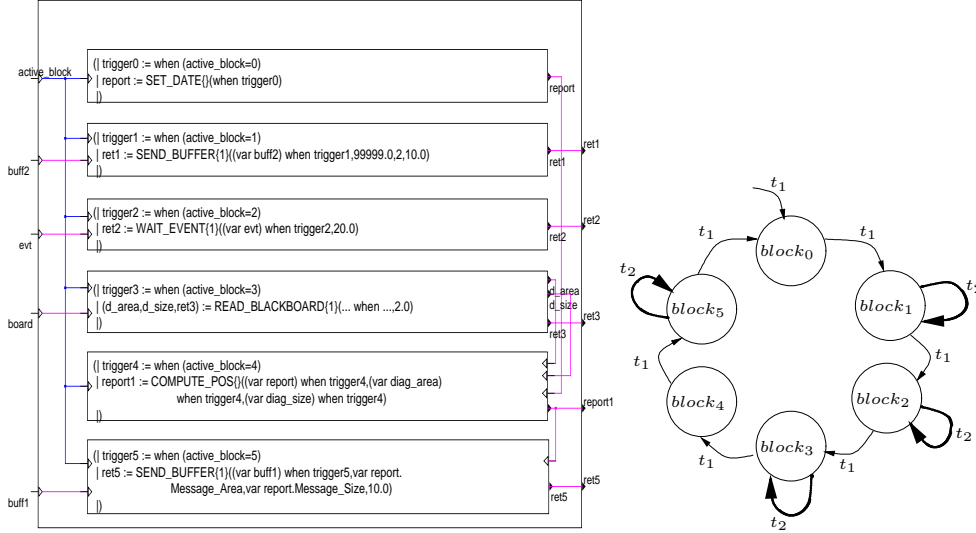 active_block
(| trigger0 := when (active_block=0)
| report := SET_DATE{}(when trigger0)
|)
report
(| trigger1 := when (active_block=1)
| ret1 := SEND_BUFFER{1}((var buff2) when trigger1,99999.0,2,10.0)
|)
buff2
ret1
ret1
(| trigger2 := when (active_block=2)
| ret2 := WAIT_EVENT{1}((var evt) when trigger2,20.0)
|)
evt
ret2
ret2
(| trigger3 := when (active_block=3)
| (d_area,d_size,ret3) := READ_BLACKBOARD{1}(... when ...,2.0)
|)
board
d_area
d_size
ret3
ret3
(| trigger4 := when (active_block=4)
| report1 := COMPUTE_POS{}((var report) when trigger4,(var diag_area)
when trigger4,(var diag_size) when trigger4)
|)
report1
(| trigger5 := when (active_block=5)
| ret5 := SEND_BUFFER{1}((var buff1) when trigger5,var report.
Message_Area,var report.Message_Size,10.0)
|)
buff1
ret5
ret5
t1
block0
t1
t1
t2
block5
block1
t2
t1
t1
block4
block2
t2
block3
t1
t1
t2